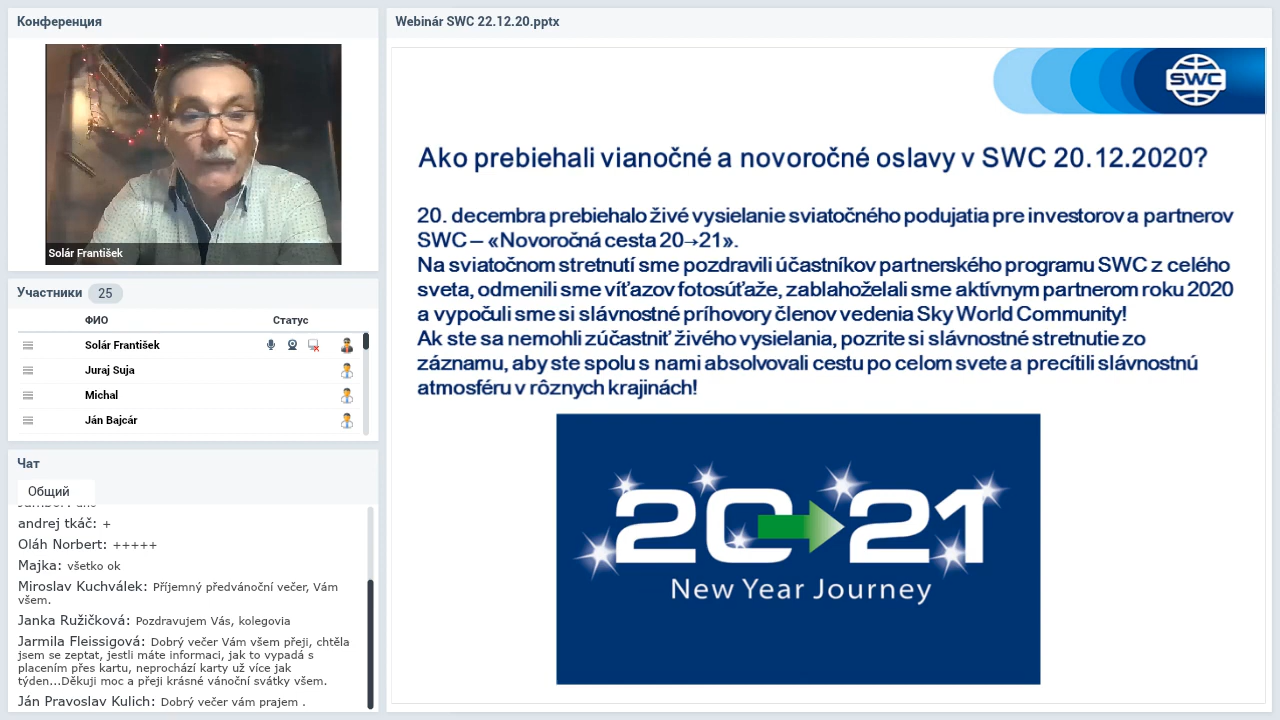 Конференция
Solár František
Участники 25
ФИО Статус
Solár František
Juraj Suja
Michal
Ján Bajcár
Чат
Общий
andrej tkáč: +
Oláh Norbert: +++++
Majka: všetko ok
Miroslav Kuchválek: Příjemný předvánoční večer, Vám
všem.
Janka Ružičková: Pozdravujem Vás, kolegovia
Jarmila Fleissigová: Dobrý večer Vám všem přeji, chtěla
jsem se zeptat, jestli máte informaci, jak to vypadá s
placením přes kartu, neprochází karty už více jak
týden...Děkuji moc a přeji krásné vánoční svátky všem.
Ján Pravoslav Kulich: Dobrý večer vám prajem .
Webinár SWC 22.12.20.pptx
SWC
Ako prebiehali vianočné a novoročné oslavy v SWC 20.12.2020?
20. decembra prebiehalo živé vysielanie sviatočného podujatia pre investorov a partnerov
SWC – «Novoročná cesta 20→21».
Na sviatočnom stretnutí sme pozdravili účastníkov partnerského programu SWC z celého
sveta, odmenili sme víťazov fotosúťaže, zablahoželali sme aktívnym partnerom roku 2020
a vypočuli sme si slávnostné príhovory členov vedenia Sky World Community!
Ak ste sa nemohli zúčastniť živého vysielania, pozrite si slávnostné stretnutie zo
záznamu, aby ste spolu s nami absolvovali cestu po celom svete a precítili slávnostnú
atmosféru v rôznych krajinách!
20 21
New Year Journey